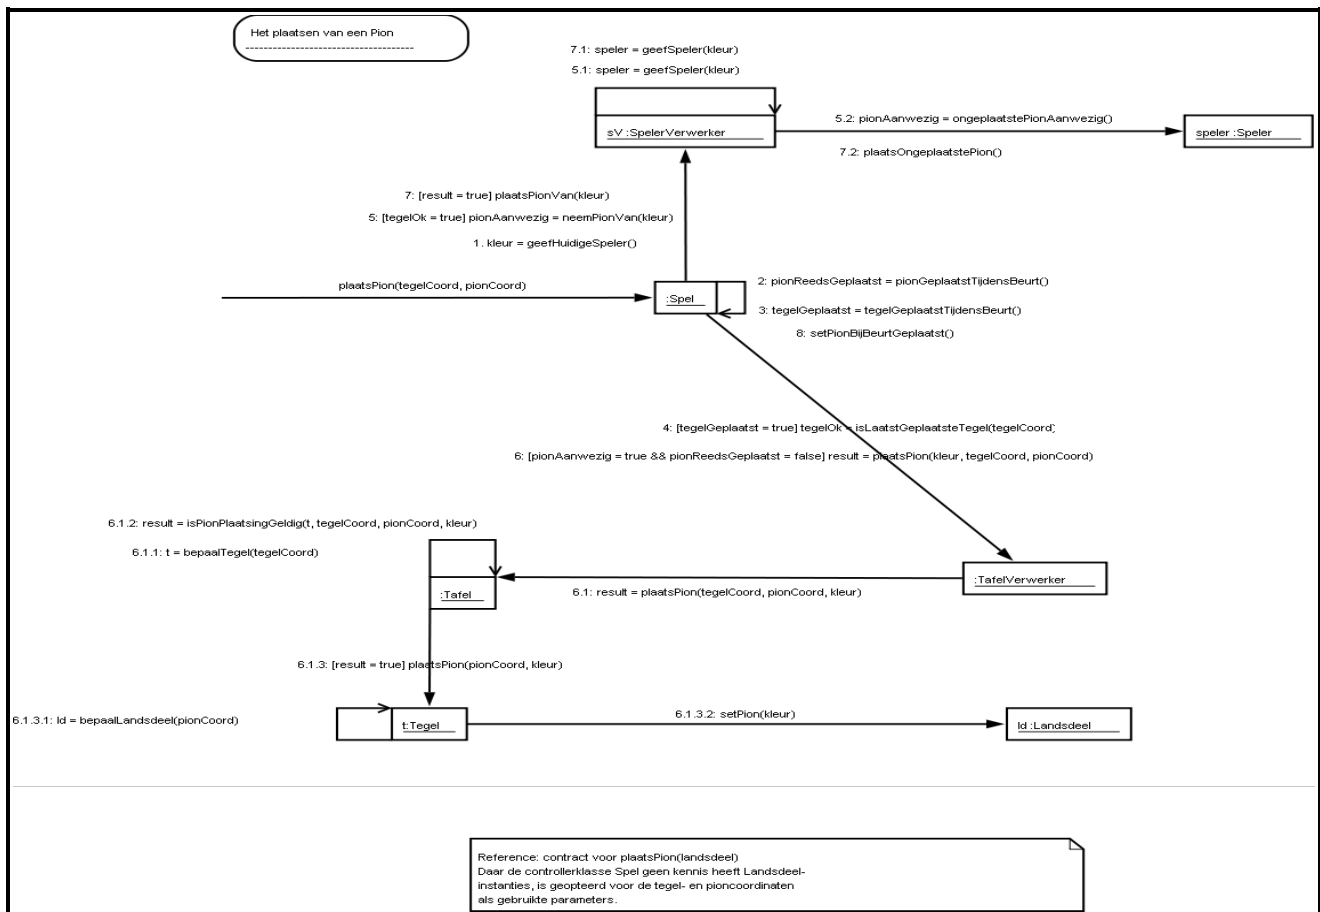 Het plaatsen van een Pion
----------------------------------------
7.1: speler = geefSpeler(kleur)
5.1: speler = geefSpeler(kleur)
sV :SpelerVerwerker
5.2: pionAanwezig = ongeplaatstePionAanwezig()
7.2: plaatsOngeplaatstePion()
speler :Speler
7: [result = true] plaatsPionVan(kleur)
5: [tegelOk = true] pionAanwezig = neemPionVan(kleur)
1. kleur = geefHuidigeSpeler()
plaatsPion(tegelCoord, pionCoord)
:Spel
2: pionReedsGeplaatst = pionGeplaatstTijdensBeurt()
3: tegelGeplaatst = tegelGeplaatstTijdensBeurt()
8: setPionBijBeurtGeplaatst()
4: [tegelGeplaatst = true] tegelOk = isLaatstGeplaatsteTegel(tegelCoord)
6: [pionAanwezig = true && pionReedsGeplaatst = false] result = plaatsPion(kleur, tegelCoord, pionCoord)
6.1.2: result = isPionPlaatsingGeldig(t, tegelCoord, pionCoord, kleur)
6.1.1: t = bepaalTegel(tegelCoord)
:Tafel
:TafelVerwerker
6.1: result = plaatsPion(tegelCoord, pionCoord, kleur)
6.1.3: [result = true] plaatsPion(pionCoord, kleur)
6.1.3.1: ld = bepaalLandsdeel(pionCoord)
t:Tegel
6.1.3.2: setPion(kleur)
ld :Landsdeel
Reference: contract voor plaatsPion(landsdeel)
Daar de controllerklasse Spel geen kennis heeft Landsdeel-
instanties, is geopteerd voor de tegel- en pioncoordinaten
als gebruikte parameters.